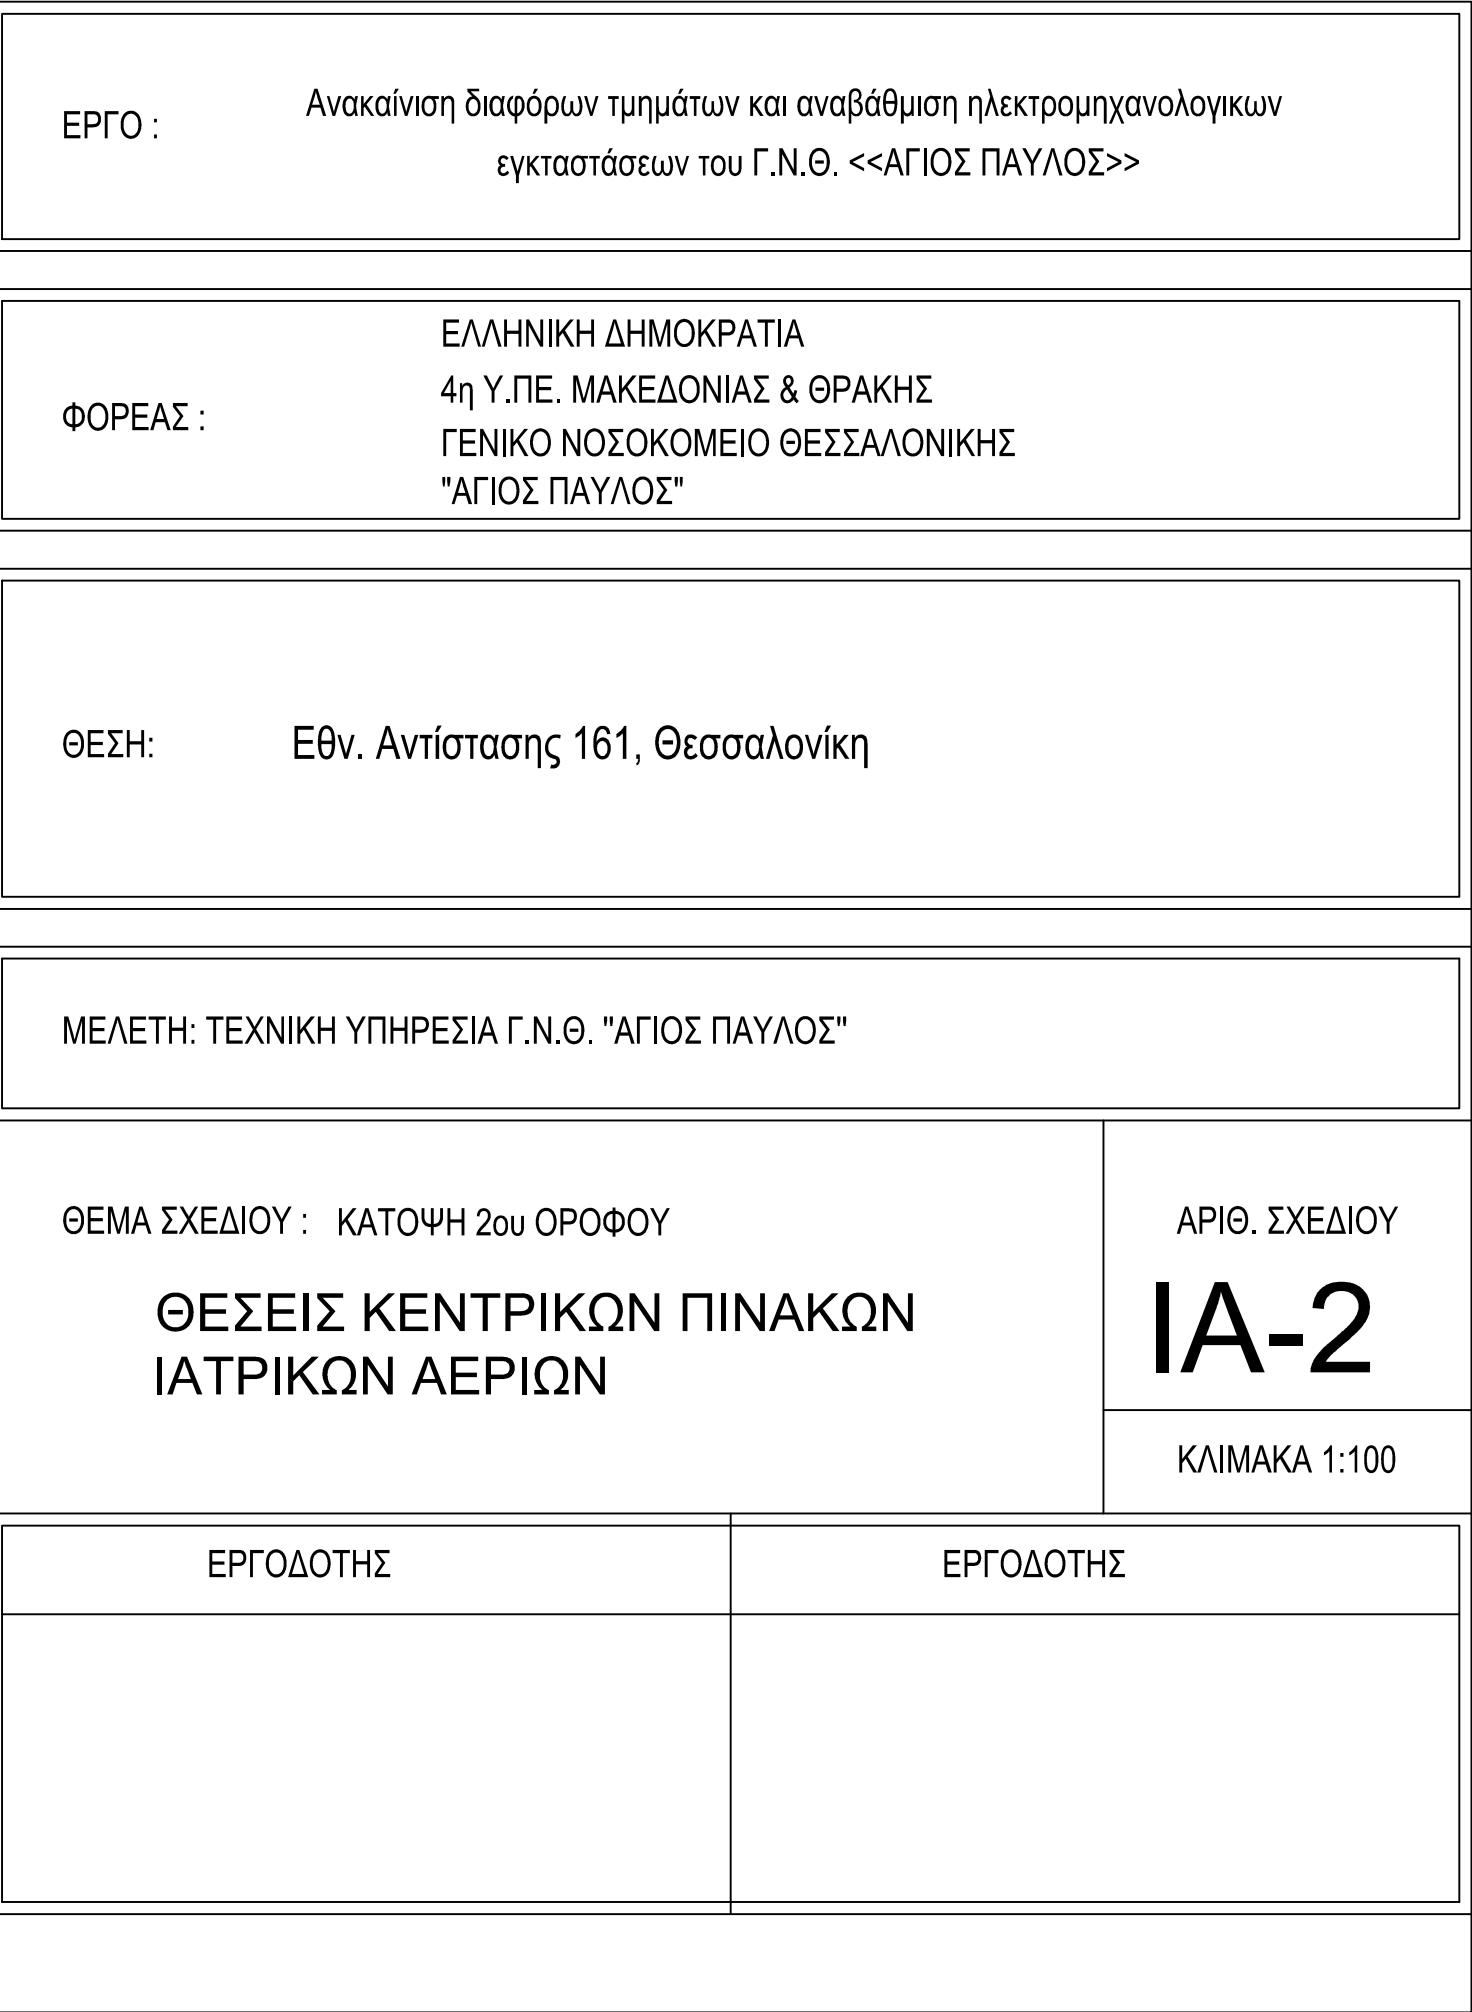 ΕΡΓΟ :
Ανακαίνιση διαφόρων τμημάτων και αναβάθμιση ηλεκτρομηχανολογικων
εγκταστάσεων του Γ.Ν.Θ. <<ΑΓΙΟΣ ΠΑΥΛΟΣ>>
ΦΟΡΕΑΣ :
ΕΛΛΗΝΙΚΗ ΔΗΜΟΚΡΑΤΙΑ
4η Υ.ΠΕ. ΜΑΚΕΔΟΝΙΑΣ & ΘΡΑΚΗΣ
ΓΕΝΙΚΟ ΝΟΣΟΚΟΜΕΙΟ ΘΕΣΣΑΛΟΝΙΚΗΣ
"ΑΓΙΟΣ ΠΑΥΛΟΣ"
ΘΕΣΗ: Εθν. Αντίστασης 161, Θεσσαλονίκη
ΜΕΛΕΤΗ: ΤΕΧΝΙΚΗ ΥΠΗΡΕΣΙΑ Γ.Ν.Θ. "ΑΓΙΟΣ ΠΑΥΛΟΣ"
ΘΕΜΑ ΣΧΕΔΙΟΥ : ΚΑΤΟΨΗ 2ου ΟΡΟΦΟΥ
ΘΕΣΕΙΣ ΚΕΝΤΡΙΚΩΝ ΠΙΝΑΚΩΝ
ΙΑΤΡΙΚΩΝ ΑΕΡΙΩΝ
ΑΡΙΘ. ΣΧΕΔΙΟΥ
ΙΑ-2
ΚΛΙΜΑΚΑ 1:100
ΕΡΓΟΔΟΤΗΣ
ΕΡΓΟΔΟΤΗΣ